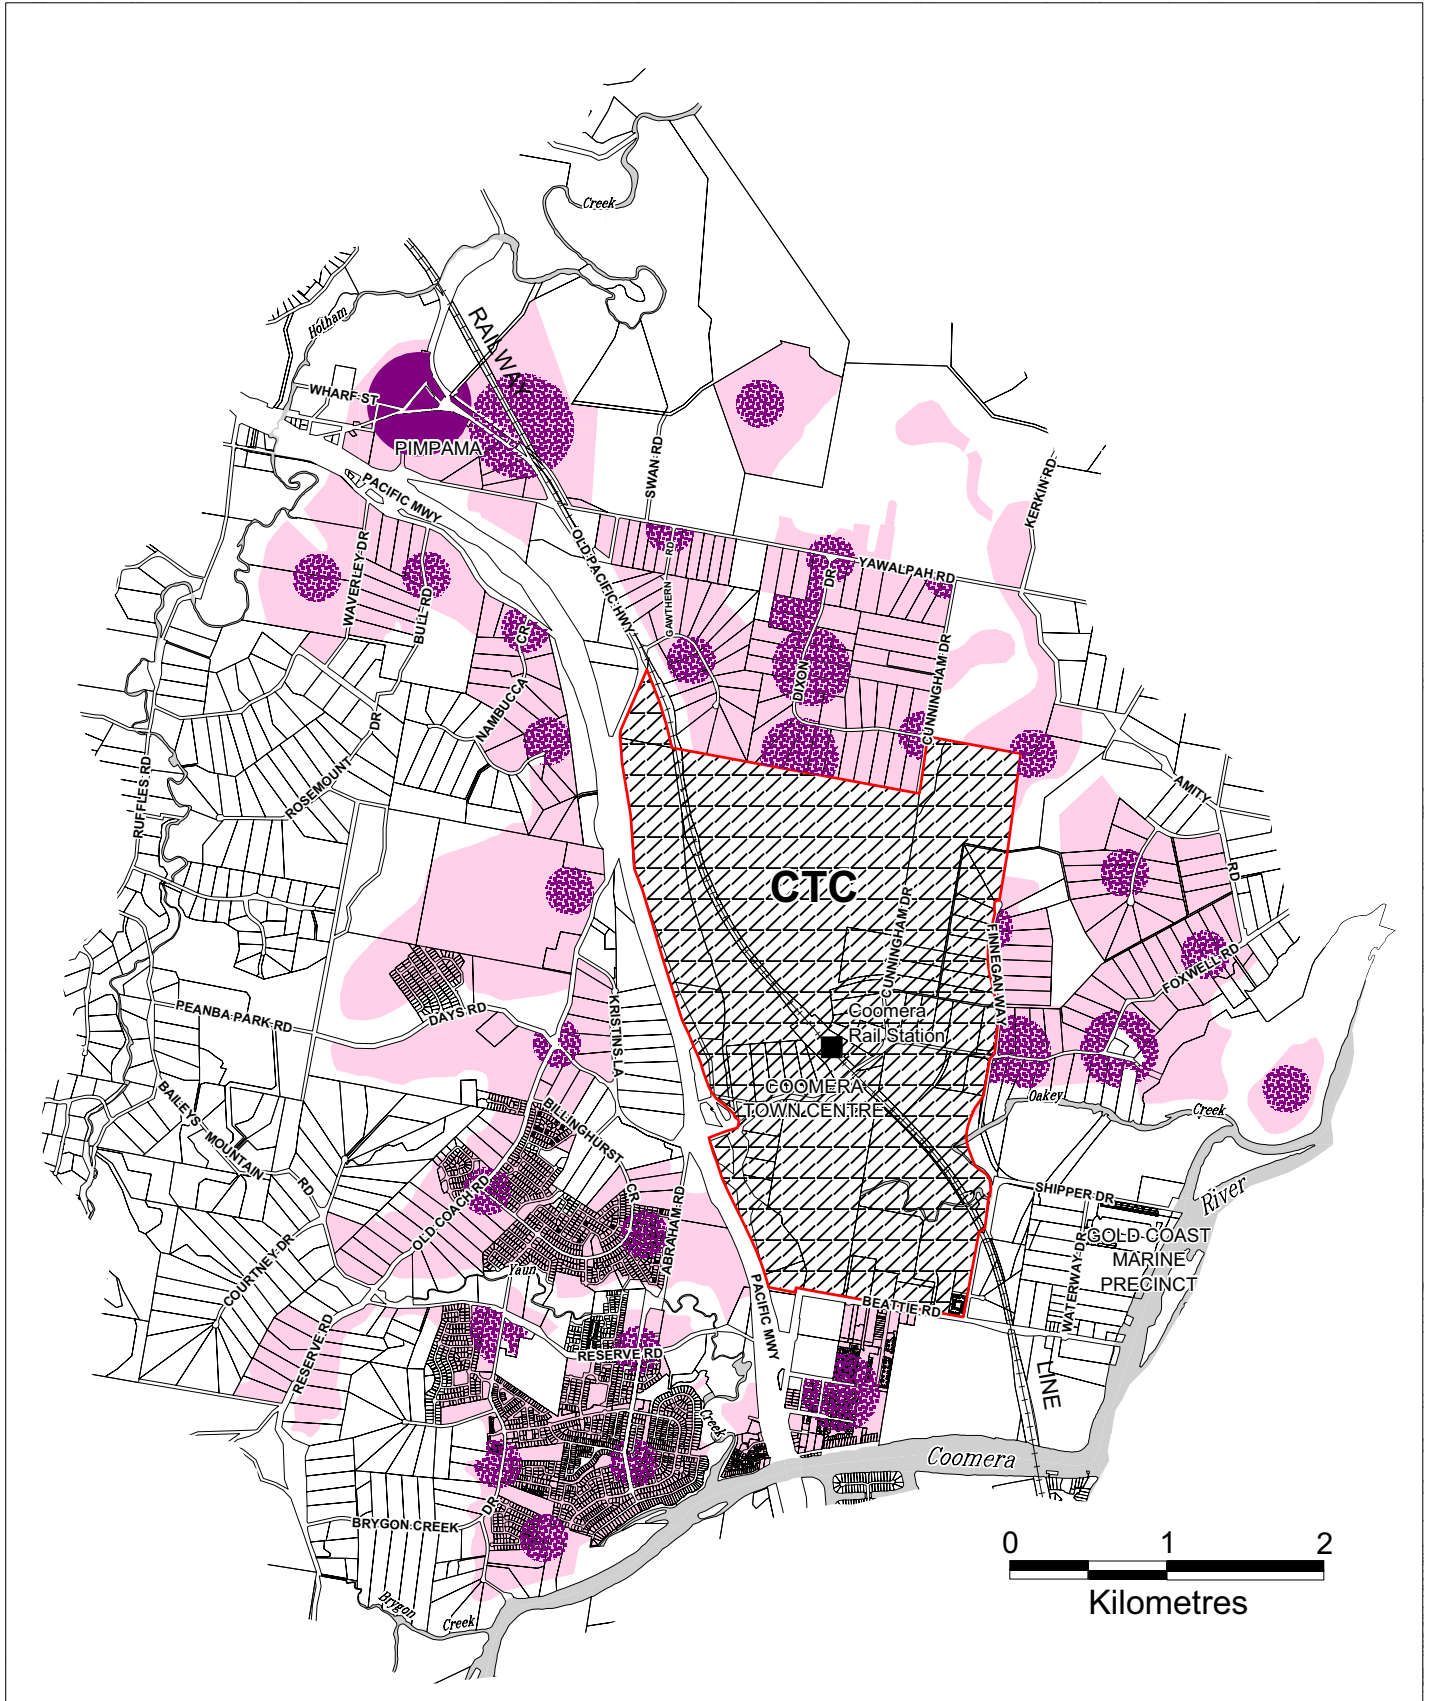 Creek
Hotham
RAILWAY
WHARF ST
PIMPAMA
SWAN RD
PACIFIC MWY
KERKIN RD
OLD PACIFIC HWY
WAVERLEY DR
BULL RD
GAWTHERN RD
DIXON DR
YAWALPAH RD
CR
NAMBUCCA
DIXON
CUNNINGHAM DR
ROSEMOUNT DR
RUFFLES RD
AMITY RD
CTC
CUNNINGHAM DR
FINNEGAN WAY
FOXWELL RD
PEANBA PARK RD
DAYS RD
KRISTINS LA
Coomera
Rail Station
COOMERA
TOWN CENTRE
BAILEYS MOUNTAIN RD
BILLINGHURST CR
Oakey Creek
OLD COACH RD
ABRAHAM RD
SHIPPER DR
River
COURTNEY DR
WATERWAY DR
GOLD COAST
MARINE
PRECINCT
Yaun
PACIFIC MWY
BEATTIE RD
RESERVE RD
RESERVE RD
LINE
Creek
Coomera
BRYGON CREEK DR
Brygon Creek
0 1 2
Kilometres